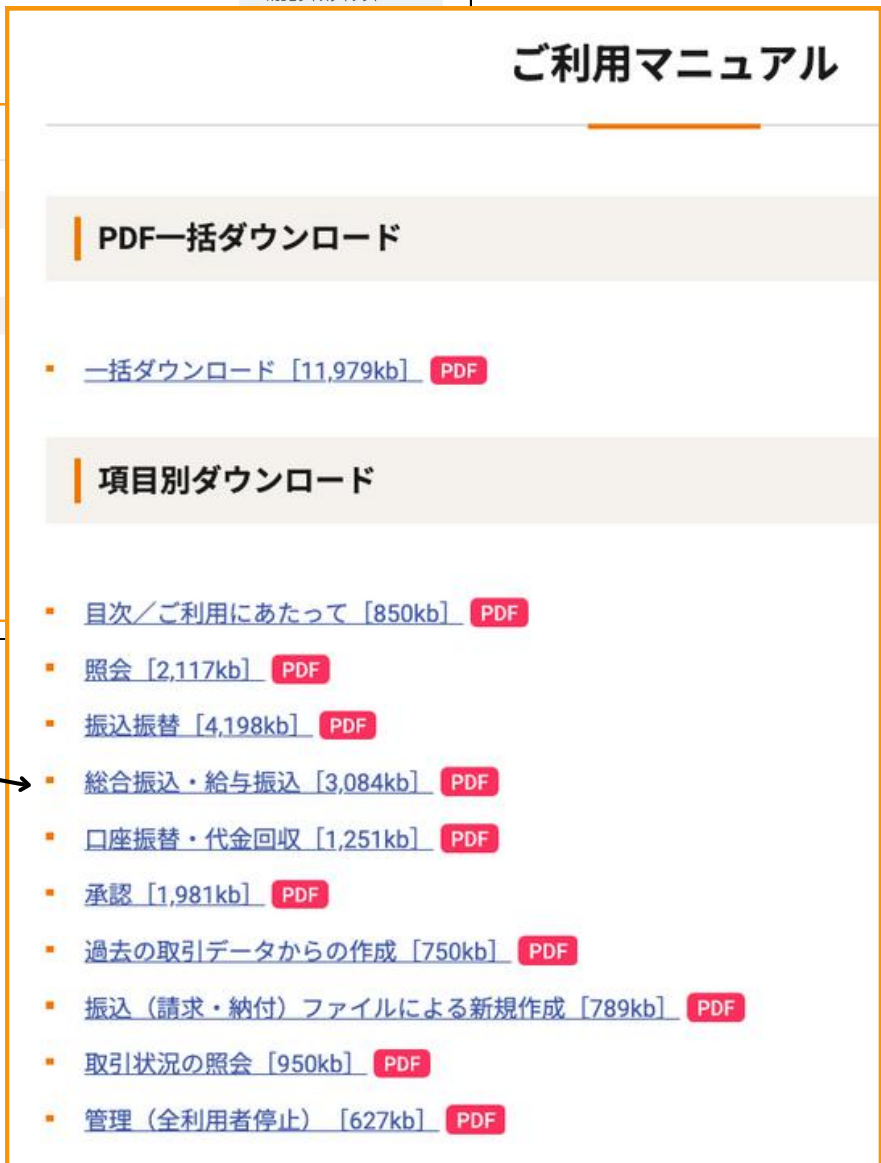 ご利用マニュアル
PDF一括ダウンロード
一括ダウンロード［11,979kb］ PDF
項目別ダウンロード
目次／ご利用にあたって［850kb］ PDF
照会［2,117kb］ PDF
振込振替［4,198kb］ PDF
総合振込・給与振込［3,084kb］ PDF
口座振替・代金回収［1,251kb］ PDF
承認［1,981kb］ PDF
過去の取引データからの作成［750kb］ PDF
振込（請求・納付）ファイルによる新規作成［789kb］ PDF
取引状況の照会［950kb］ PDF
管理（全利用者停止）［627kb］ PDF